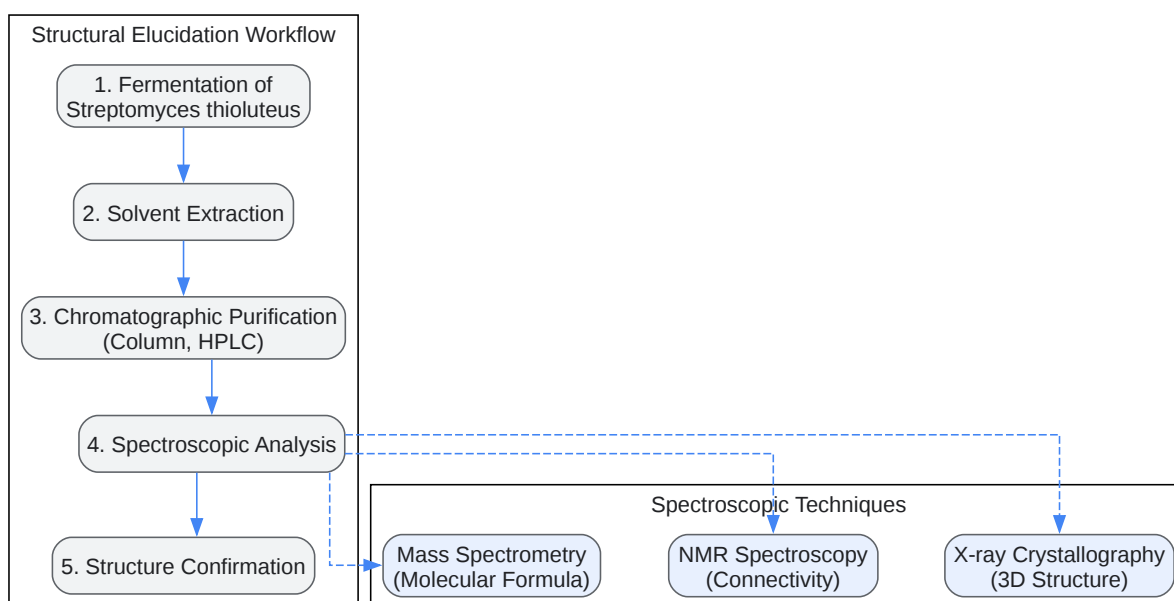 Structural Elucidation Workflow
1. Fermentation of
Streptomyces thioluteus
2. Solvent Extraction
3. Chromatographic Purification
(Column, HPLC)
4. Spectroscopic Analysis
5. Structure Confirmation
Spectroscopic Techniques
Mass Spectrometry
(Molecular Formula)
NMR Spectroscopy
(Connectivity)
X-ray Crystallography
(3D Structure)